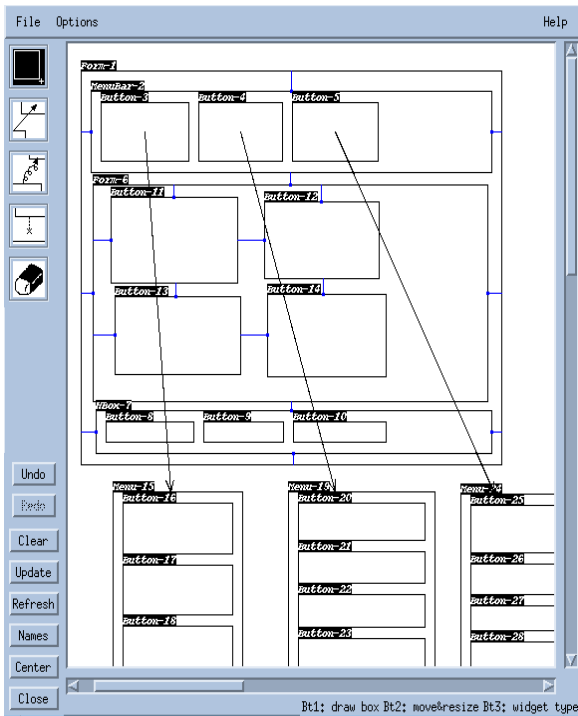 File Options Help
Form-1
MenuBar-2
Button-3 Button-4 Button-5
Form-6
Button-11 Button-12
Button-13 Button-14
HBox-7
Button-8 Button-9 Button-10
Undo
Redo
Clear
Update
Refresh
Names
Center
Close
Menu-15 Menu-19 Menu-24
Button-16 Button-20 Button-25
Button-21
Button-17 Button-26
Button-22
Button-27
Button-18 Button-23 Button-28
Bt1: draw box Bt2: move&resize Bt3: widget type